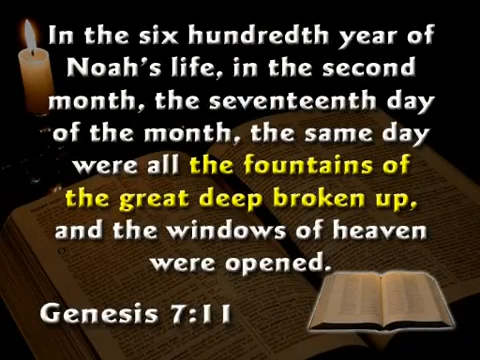 In the six hundredth year of
Noah's life, in the second
month, the seventeenth day
of the month, the same day
were all the fountains of
the great deep broken up,
and the windows of heaven
were opened.
Genesis 7:11